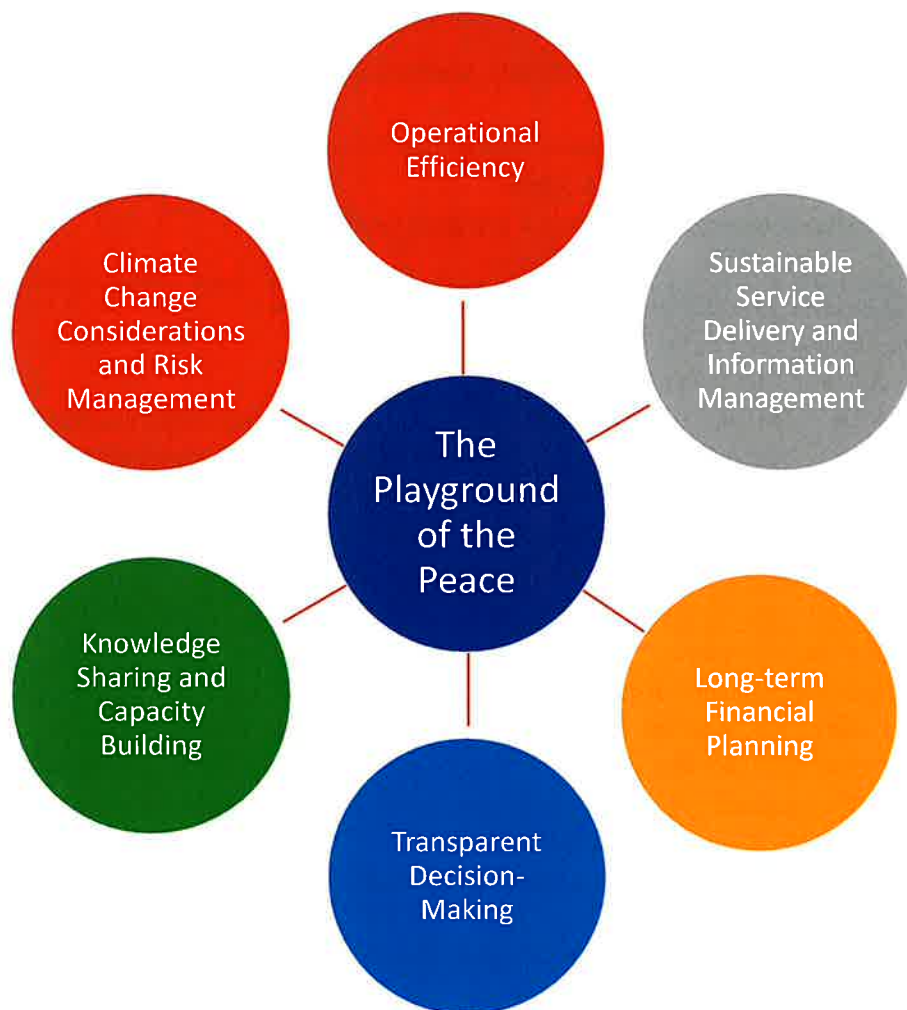 Operational
Efficiency
Sustainable
Service
Delivery and
Information
Management
Long-term
Financial
Planning
Transparent
Decision-
Making
Knowledge
Sharing and
Capacity
Building
Climate
Change
Considerations
and Risk
Management
The
Playground
of the
Peace